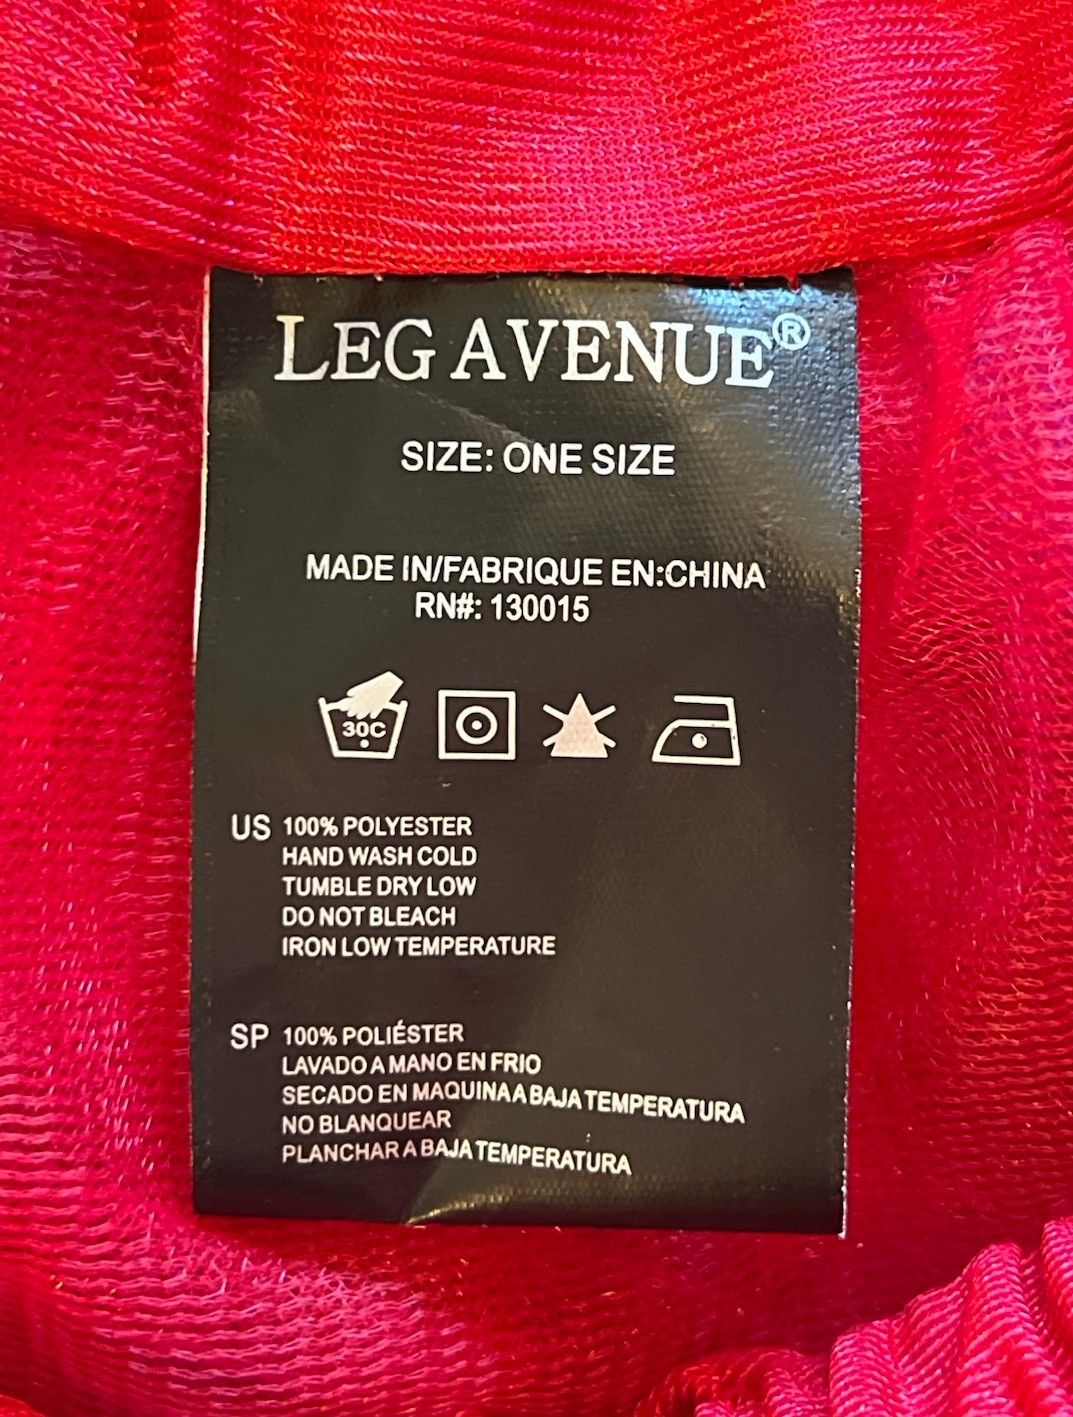 LEG AVENUE®
SIZE: ONE SIZE
MADE IN/FABRIQUE EN:CHINA
RN#: 130015
30C
US 100% POLYESTER
HAND WASH COLD
TUMBLE DRY LOW
DO NOT BLEACH
IRON LOW TEMPERATURE
SP 100% POLIÉSTER
LAVADO A MANO EN FRIO
SECADO EN MAQUINA A BAJA TEMPERATURA
NO BLANQUEAR
PLANCHAR A BAJA TEMPERATURA